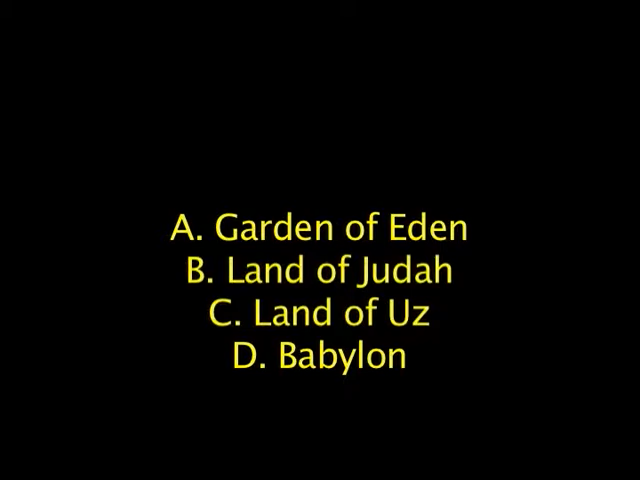 A. Garden of Eden
B. Land of Judah
C. Land of Uz
D. Babylon